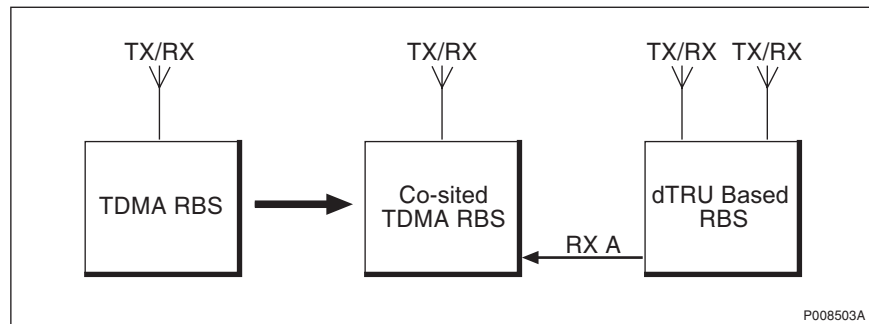 TX/RX
TX/RX
TX/RX
TX/RX
TDMA RBS
Co-sited
TDMA RBS
dTRU Based
RBS
RX A
P008503A